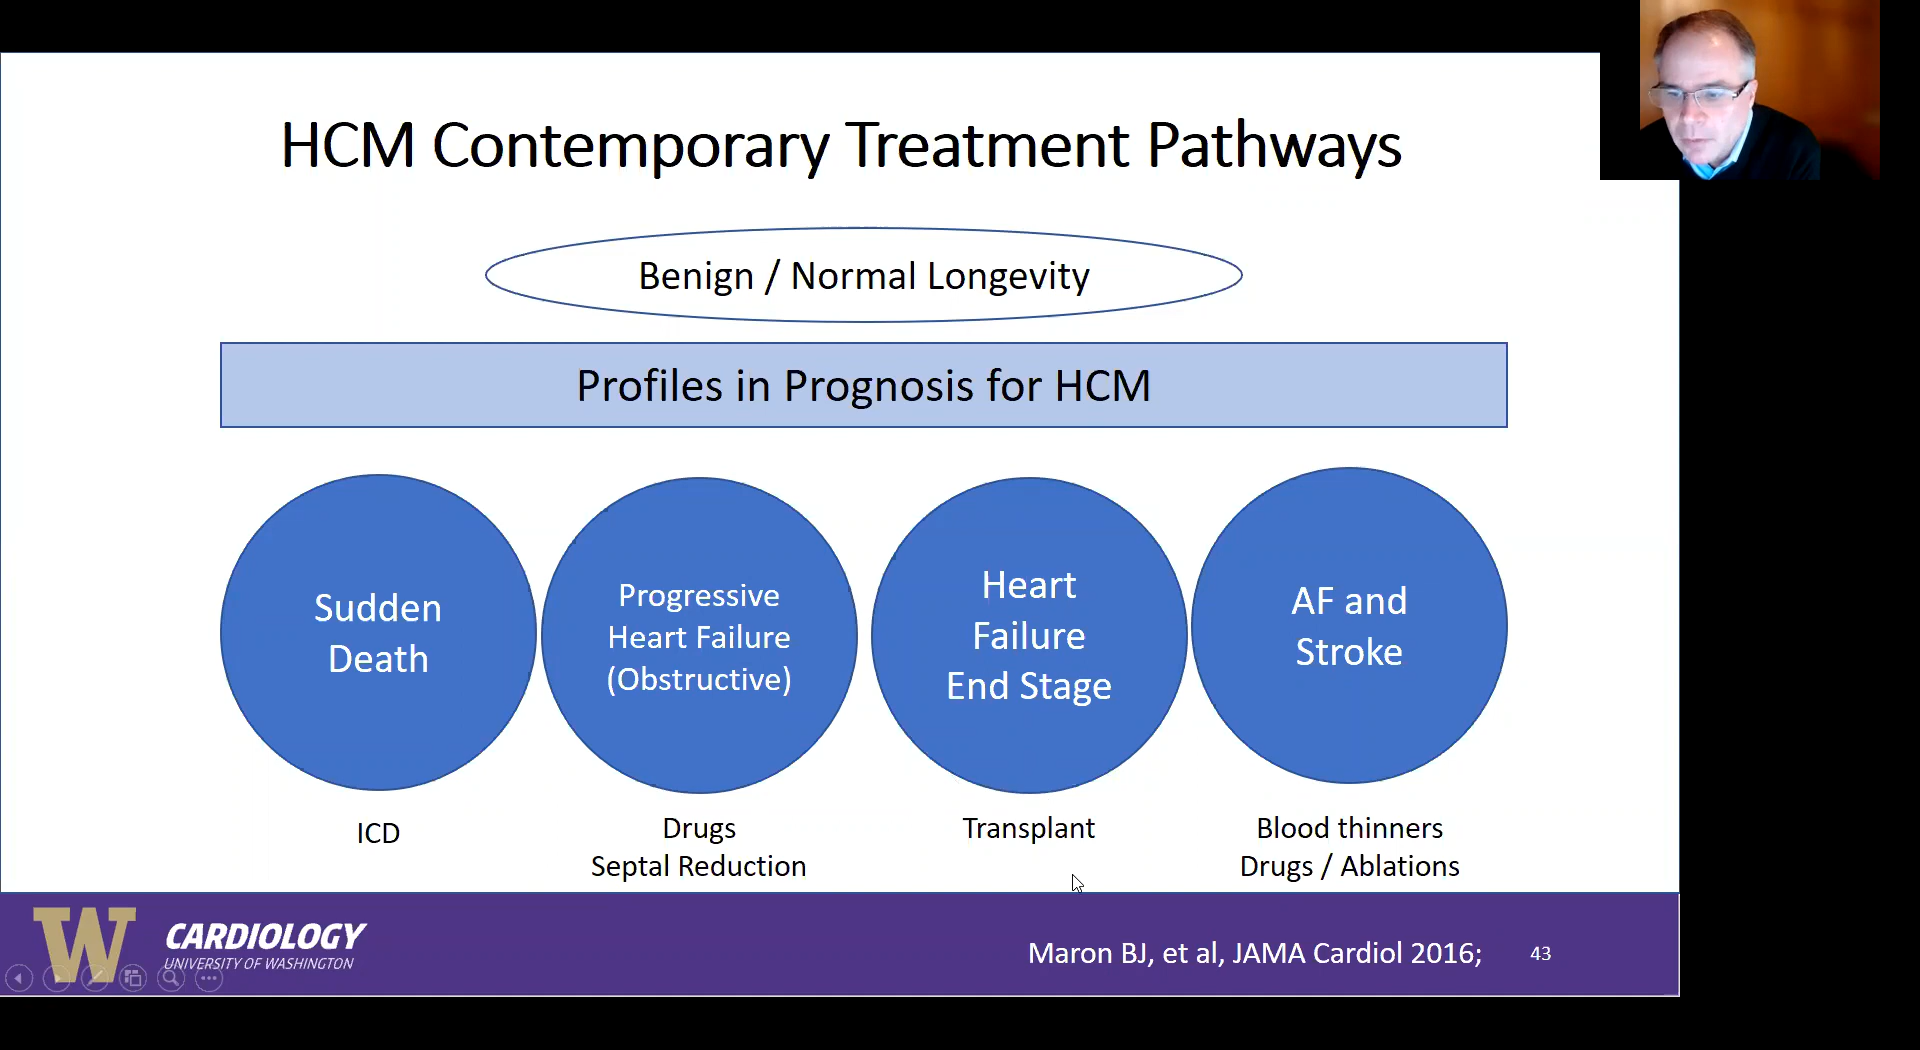 HCM Contemporary Treatment Pathways
Benign / Normal Longevity
Profiles in Prognosis for HCM
Sudden
Death
Progressive
Heart Failure
(Obstructive)
Heart
Failure
End Stage
AF and
Stroke
ICD
Drugs
Septal Reduction
Transplant
Blood thinners
Drugs / Ablations
W
CARDIOLOGY
UNIVERSITY OF WASHINGTON
Maron BJ, et al, JAMA Cardiol 2016;
43